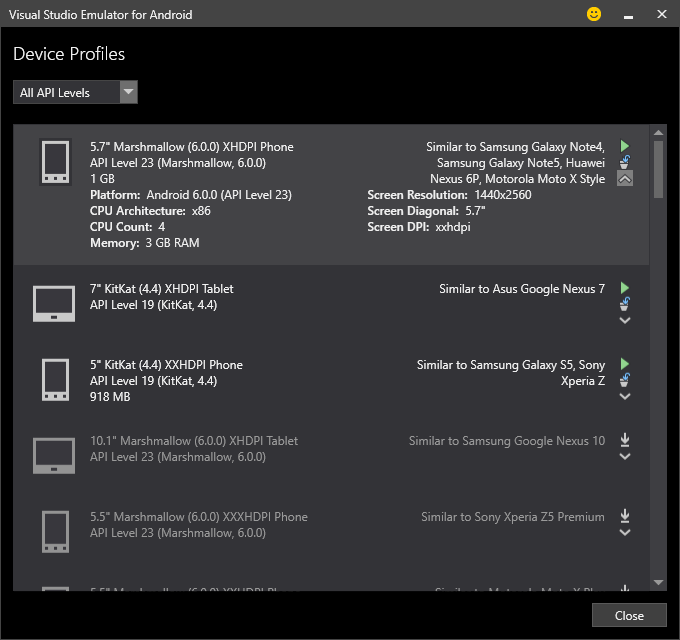 Visual Studio Emulator for Android
Device Profiles
All API Levels
5.7" Marshmallow (6.0.0) XHDPI Phone
API Level 23 (Marshmallow, 6.0.0)
1 GB
Similar to Samsung Galaxy Note4,
Samsung Galaxy Note5, Huawei
Nexus 6P, Motorola Moto X Style
Platform: Android 6.0.0 (API Level 23)
CPU Architecture: x86
CPU Count: 4
Memory: 3 GB RAM
Screen Resolution: 1440x2560
Screen Diagonal: 5.7"
Screen DPI: xxhdpi
7" KitKat (4.4) XHDPI Tablet
API Level 19 (KitKat, 4.4)
Similar to Asus Google Nexus 7
5" KitKat (4.4) XXHDPI Phone
API Level 19 (KitKat, 4.4)
918 MB
Similar to Samsung Galaxy S5, Sony
Xperia Z
10.1" Marshmallow (6.0.0) XHDPI Tablet
API Level 23 (Marshmallow, 6.0.0)
Similar to Samsung Google Nexus 10
5.5" Marshmallow (6.0.0) XXXHDPI Phone
API Level 23 (Marshmallow, 6.0.0)
Similar to Sony Xperia Z5 Premium
Close